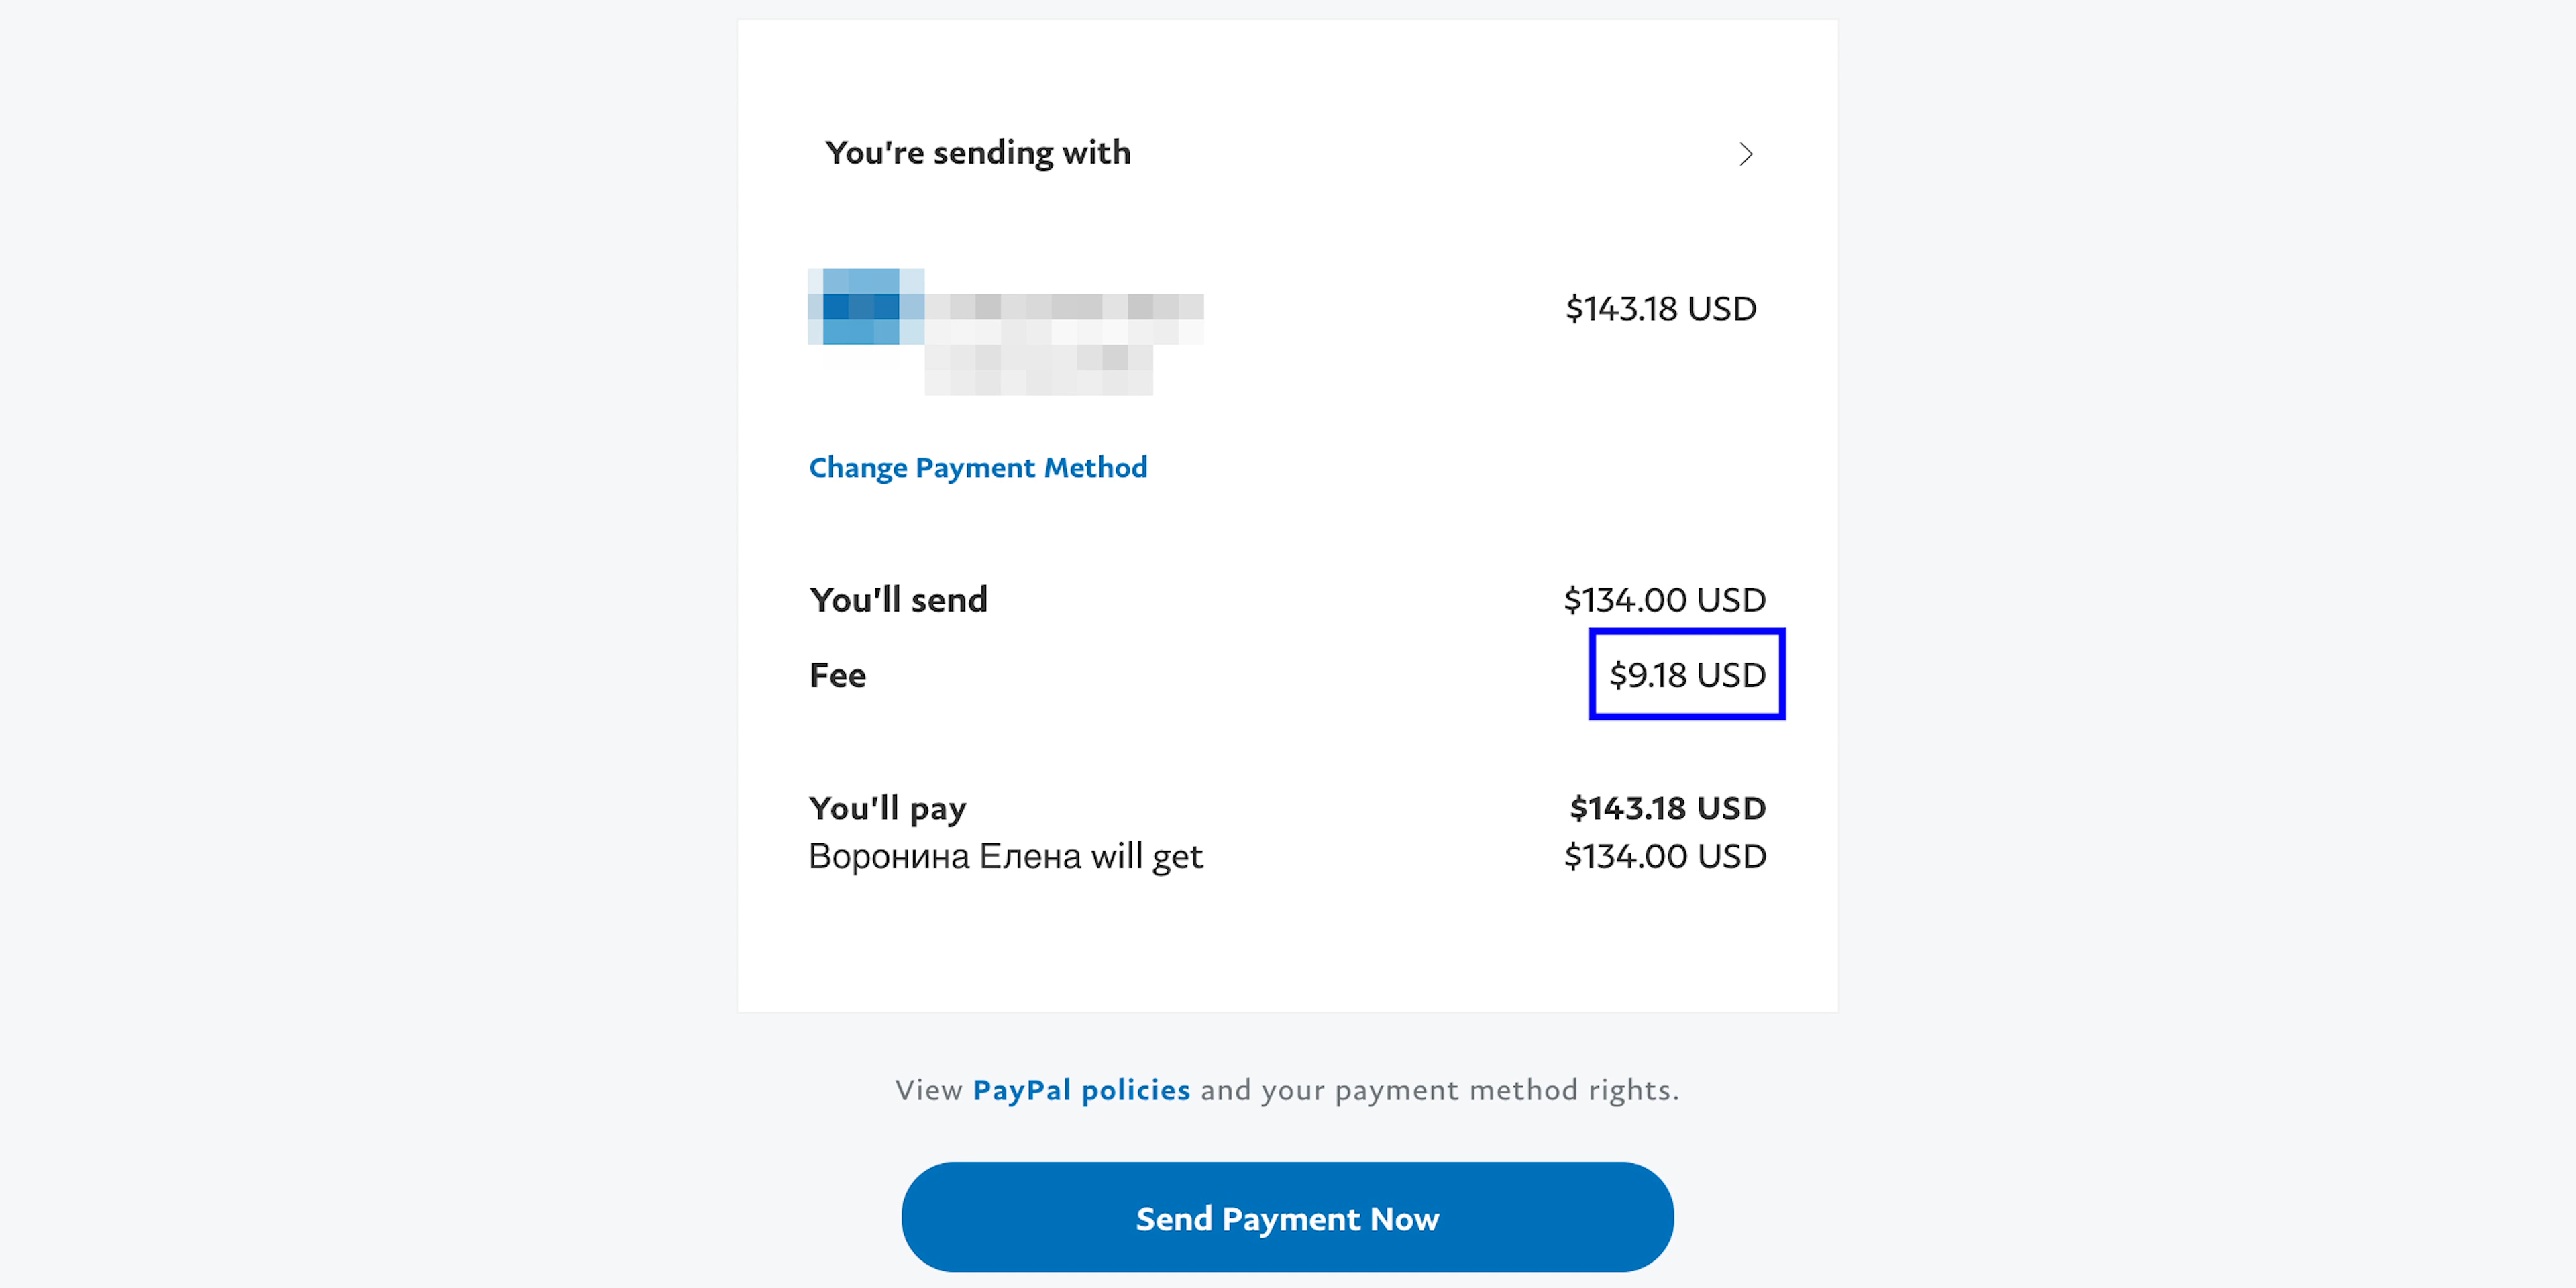 You're sending with
$143.18 USD
Change Payment Method
You'll send $134.00 USD
Fee $9.18 USD
You'll pay $143.18 USD
Воронина Елена will get $134.00 USD
View PayPal policies and your payment method rights.
Send Payment Now